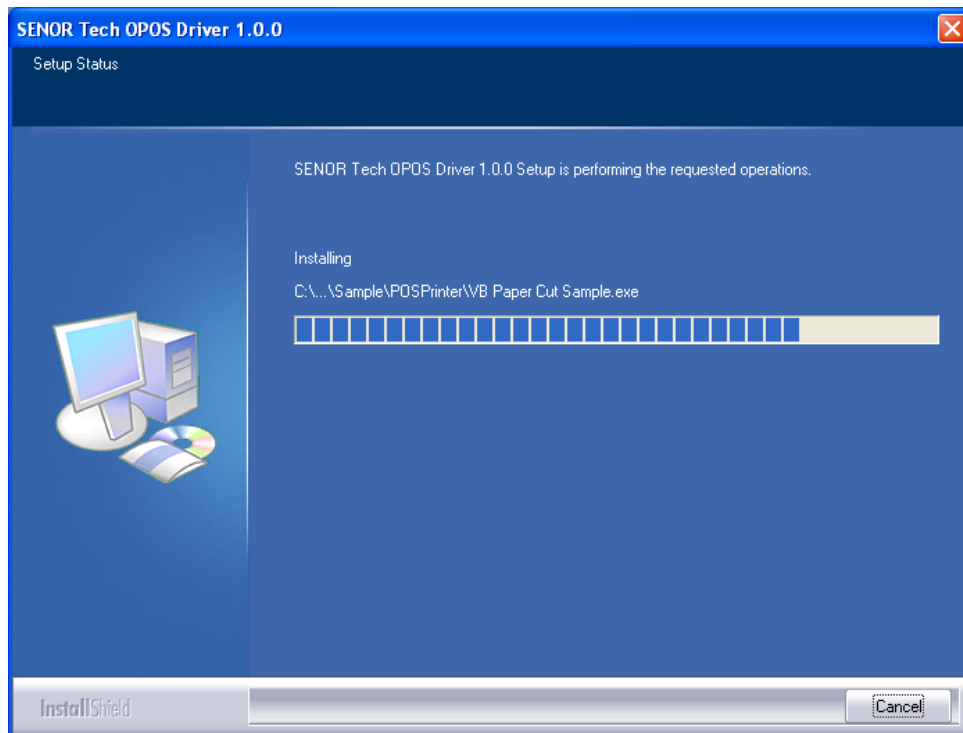 SENOR Tech OPOS Driver 1.0.0
Setup Status
SENOR Tech OPOS Driver 1.0.0 Setup is performing the requested operations.
Installing
C:\...\Sample\POSPrinter\VB Paper Cut Sample.exe
InstallShield
Cancel